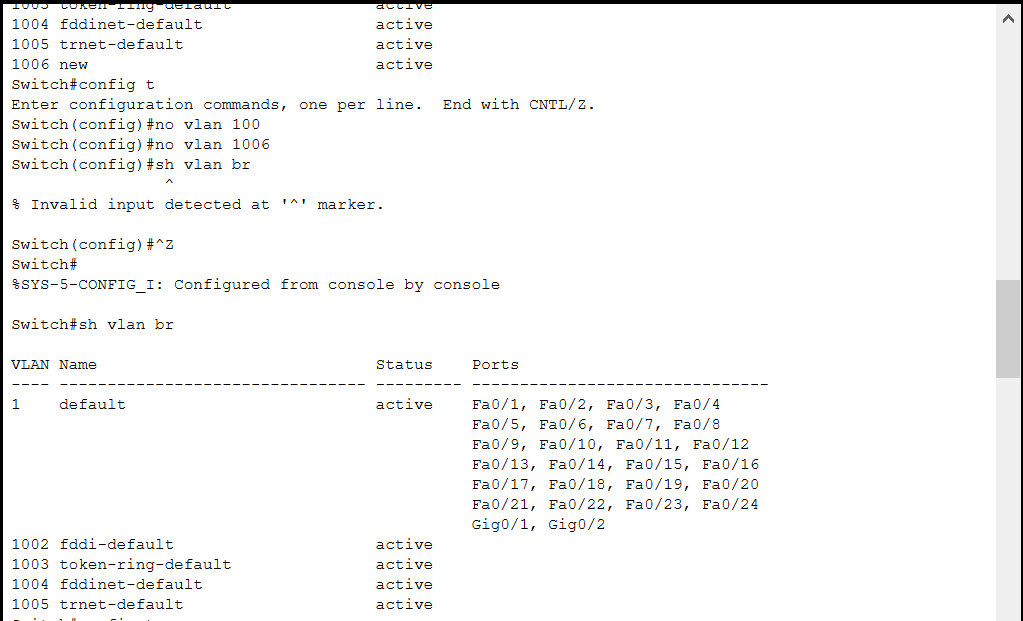 1003 token-ring-default               active
1004 fddinet-default                  active
1005 trnet-default                    active
1006 new                              active
Switch#config t
Enter configuration commands, one per line.  End with CNTL/Z.
Switch(config)#no vlan 100
Switch(config)#no vlan 1006
Switch(config)#sh vlan br
                ^
% Invalid input detected at '^' marker.

Switch(config)#^Z
Switch#
%SYS-5-CONFIG_I: Configured from console by console

Switch#sh vlan br

VLAN Name                             Status    Ports
---- -------------------------------- --------- -------------------------------
1    default                          active    Fa0/1, Fa0/2, Fa0/3, Fa0/4
                                                Fa0/5, Fa0/6, Fa0/7, Fa0/8
                                                Fa0/9, Fa0/10, Fa0/11, Fa0/12
                                                Fa0/13, Fa0/14, Fa0/15, Fa0/16
                                                Fa0/17, Fa0/18, Fa0/19, Fa0/20
                                                Fa0/21, Fa0/22, Fa0/23, Fa0/24
                                                Gig0/1, Gig0/2
1002 fddi-default                     active
1003 token-ring-default               active
1004 fddinet-default                  active
1005 trnet-default                    active